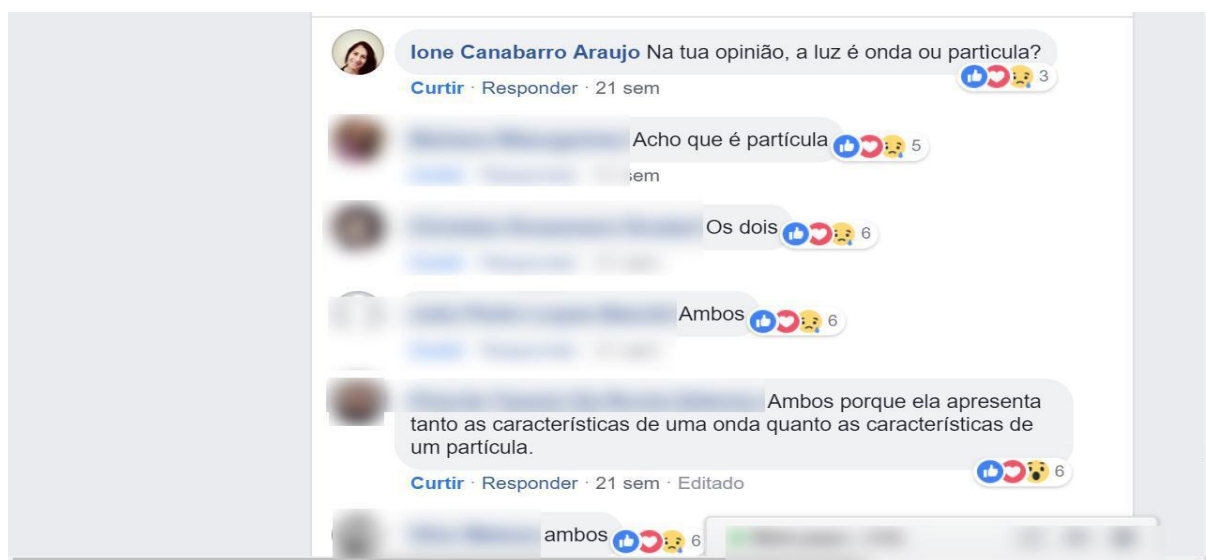 Ione Canabarro Araujo Na tua opinião, a luz é onda ou partìcula?
3
Curtir · Responder · 21 sem
Acho que é partícula 5
sem
Os dois 6
Ambos 6
Ambos porque ela apresenta
tanto as características de uma onda quanto as características de
um partícula.
6
Curtir · Responder · 21 sem · Editado
ambos 6